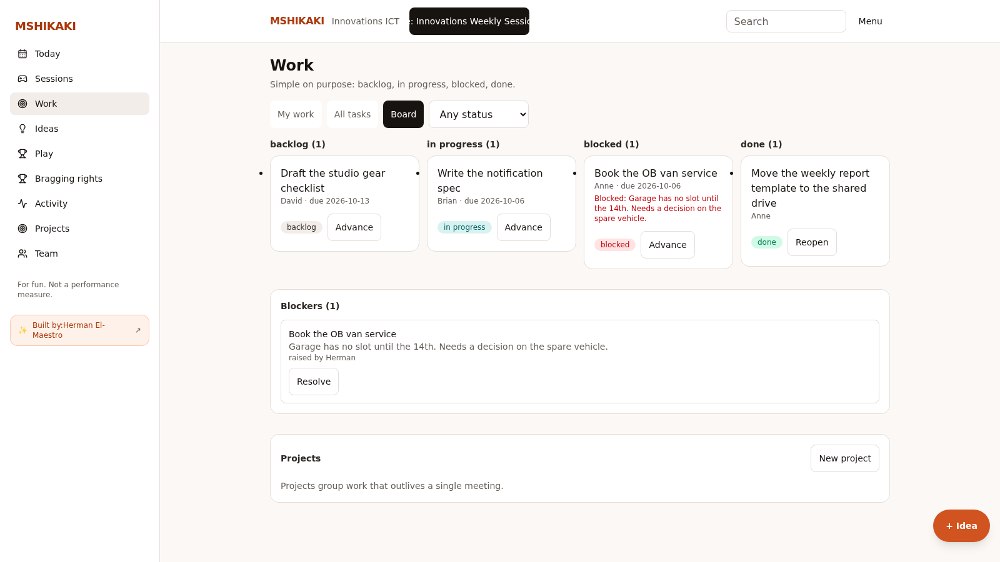 MSHIKAKI
Today
Sessions
Work
Ideas
Play
Bragging rights
Activity
Projects
Team
For fun. Not a performance
measure.
✨ Built by:Herman El-
Maestro ↗
MSHIKAKI Innovations ICT : Innovations Weekly Sessio
Search
Menu
Work
Simple on purpose: backlog, in progress, blocked, done.
My work All tasks Board Any status
backlog (1)
Draft the studio gear
checklist
David · due 2026-10-13
backlog Advance
in progress (1)
Write the notification
spec
Brian · due 2026-10-06
in progress Advance
blocked (1)
Book the OB van service
Anne · due 2026-10-06
Blocked: Garage has no slot until
the 14th. Needs a decision on the
spare vehicle.
blocked Advance
done (1)
Move the weekly report
template to the shared
drive
Anne
done Reopen
Blockers (1)
Book the OB van service
Garage has no slot until the 14th. Needs a decision on the spare vehicle.
raised by Herman
Resolve
Projects
New project
Projects group work that outlives a single meeting.
+ Idea